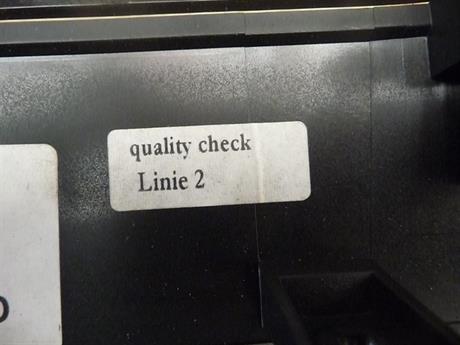 quality check
Linie 2